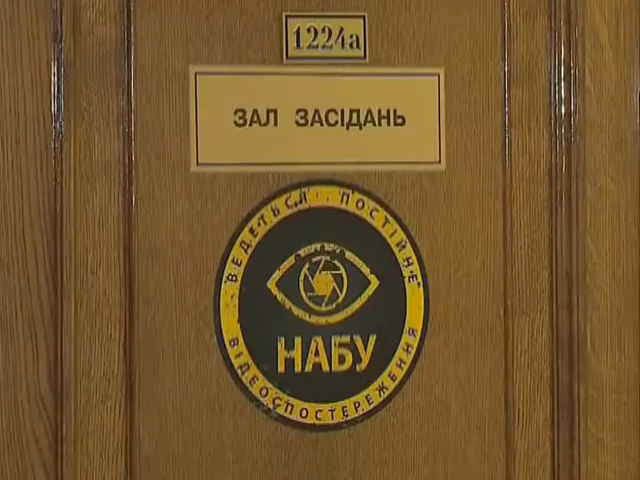 1224а
ЗАЛ ЗАСІДАНЬ
ВЕДЕТЬСЯ ПОСТІЙНЕ
НАБУ
ВІДЕОСПОСТЕРЕЖЕННЯ